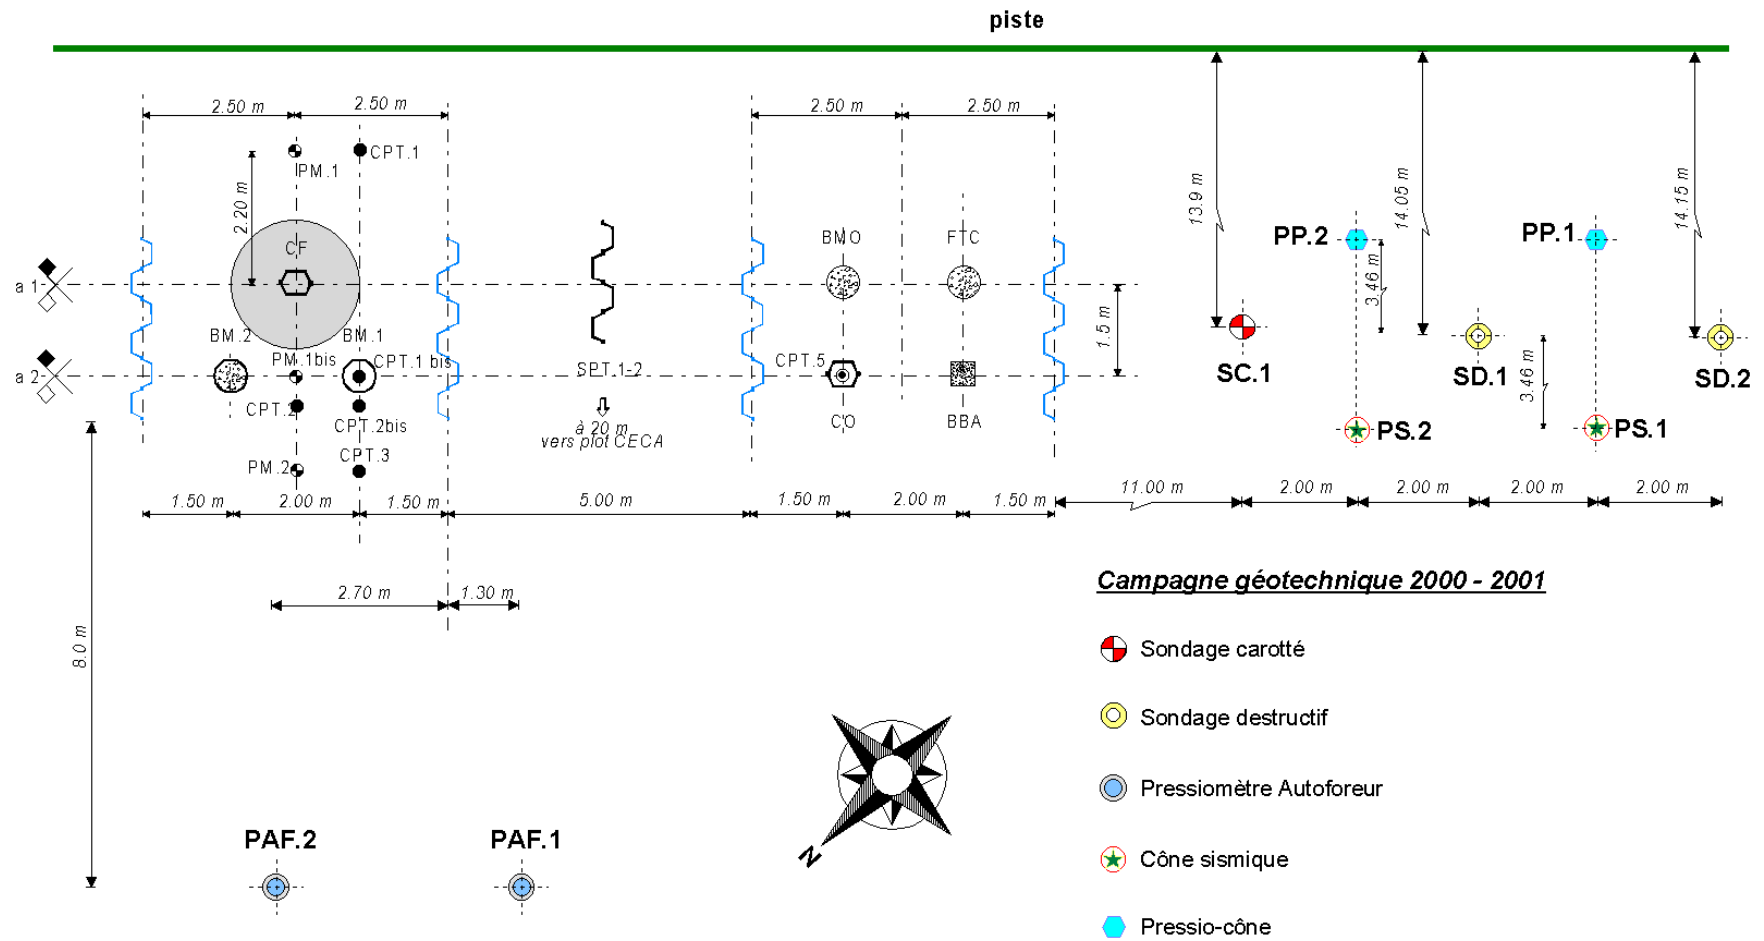 piste
2.50 m
2.50 m
2.50 m
2.50 m
CPT.1
PM.1
2.20 m
13.9 m
14.05 m
14.15 m
CF
BMO
FTC
PP.2
PP.1
3.46 m
a 1
BM.2
BM.1
1.5 m
PM.1bis
CPT.1 bis
SPT.1-2
CPT.5
SC.1
SD.1
SD.2
3.46 m
a 2
CPT.2
CPT.2bis
à 20 m
vers plot CECA
CO
BBA
PS.2
PS.1
CPT.3
PM.2
1.50 m
2.00 m
1.50 m
5.00 m
1.50 m
2.00 m
1.50 m
11.00 m
2.00 m
2.00 m
2.00 m
2.00 m
2.70 m
1.30 m
8.0 m
Campagne géotechnique 2000 - 2001
Sondage carotté
Sondage destructif
Pressiomètre Autoforeur
Cône sismique
Pressio-cône
N
PAF.2
PAF.1